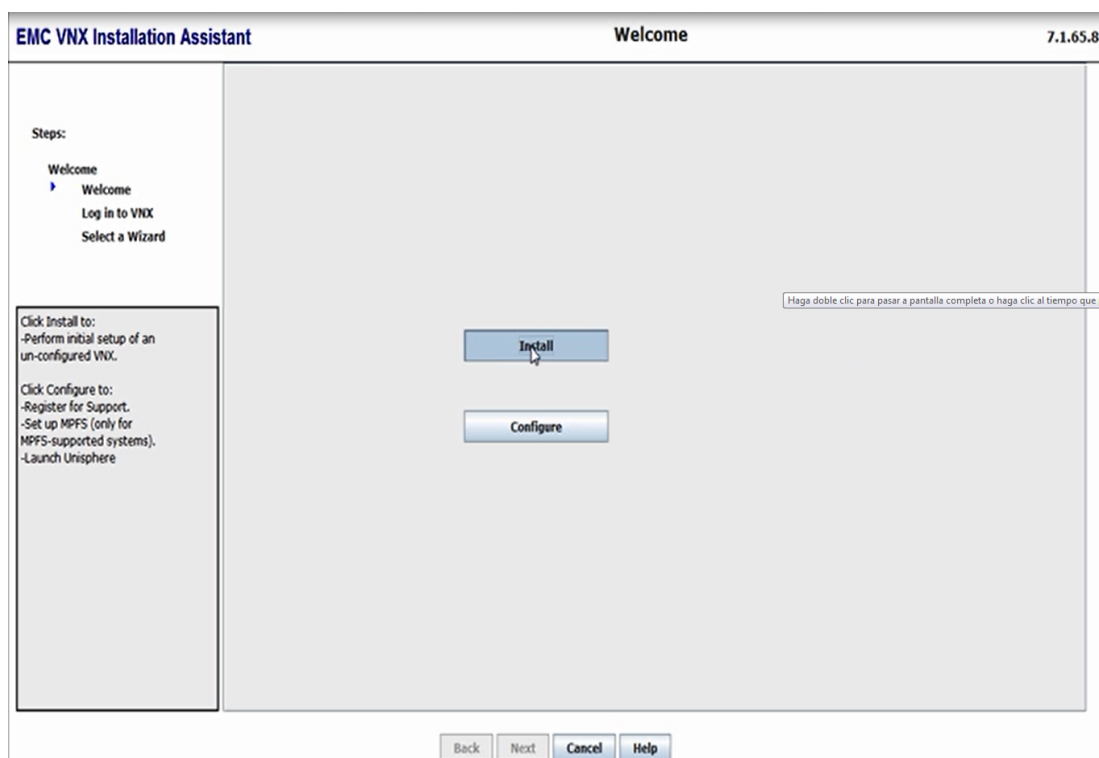 EMC VNX Installation Assistant
Welcome
7.1.65.8
Steps:
Welcome
Welcome
Log in to VNX
Select a Wizard
Click Install to:
-Perform initial setup of an
un-configured VNX.
Click Configure to:
-Register for Support.
-Set up MPFS (only for
MPFS-supported systems).
-Launch Unisphere
Haga doble clic para pasar a pantalla completa o haga clic al tiempo que
Install
Configure
Back
Next
Cancel
Help